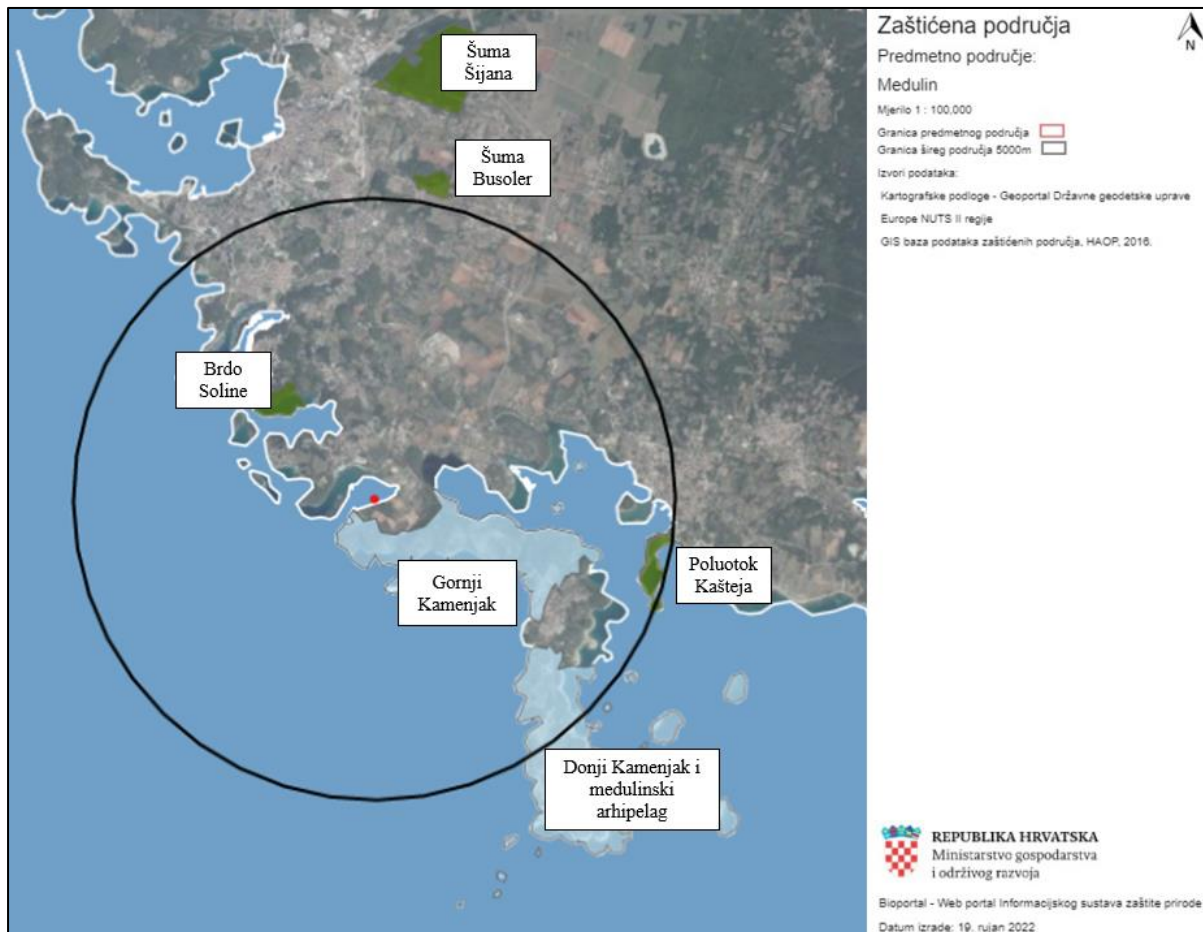 Šuma
Šijana
Šuma
Busoler
Brdo
Soline
Gornji
Kamenjak
Poluotok
Kašteja
Donji Kamenjak i
medulinski
arhipelag
Zaštićena područja
N
Predmetno područje:
Medulin
Mjerilo 1 : 100,000
Granica predmetnog područja
Granica šireg područja 5000m
Izvori podataka:
Kartografske podloge - Geoportal Državne geodetske uprave
Europe NUTS II regije
GIS baza podataka zaštićenih područja, HAOP, 2016.
REPUBLIKA HRVATSKA
Ministarstvo gospodarstva
i održivog razvoja
Bioportal - Web portal Informacijskog sustava zaštite prirode
Datum izrade: 19. rujan 2022